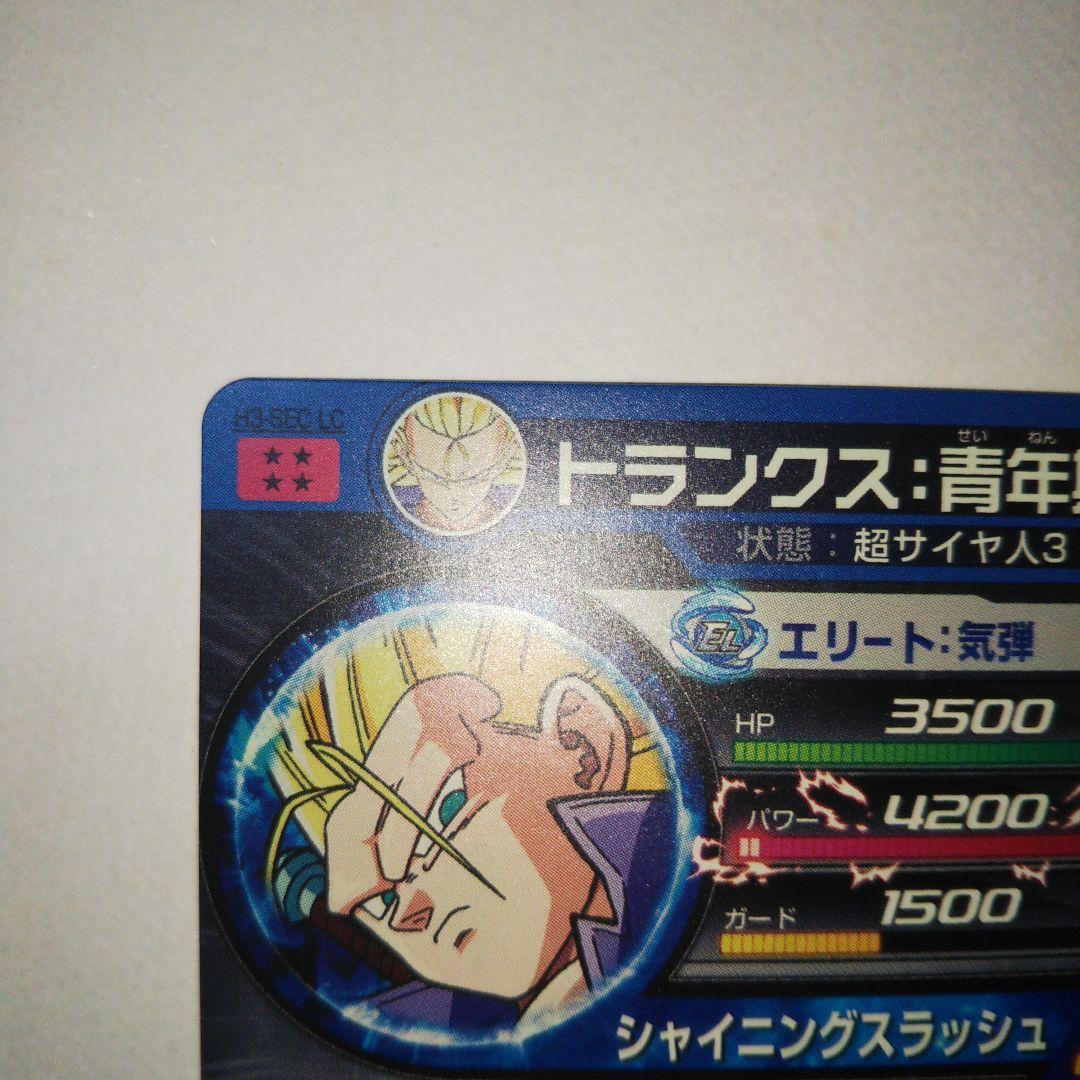 H3-SEC LC
★★
★★
せい ねん
トランクス:青年期
状態:超サイヤ人3
EL エリート:気弾
HP 3500
パワー 4200
ガード 1500
シャイニングスラッシュ